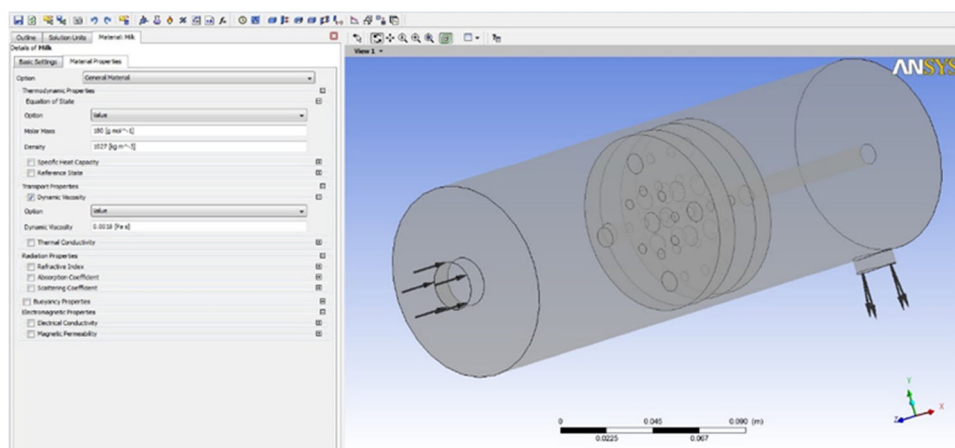 Outline Solution Units Material: Milk
Details of Milk
Basic Settings Material Properties
Option General Material
Thermodynamic Properties
Equation of State
Option Value
Molar Mass 180 [g mol^-1]
Density 1027 [kg m^-3]
Specific Heat Capacity
Reference State
Transport Properties
Dynamic Viscosity
Option Value
Dynamic Viscosity 0.0018 [Pa s]
Thermal Conductivity
Radiation Properties
Refractive Index
Absorption Coefficient
Scattering Coefficient
Buoyancy Properties
Electromagnetic Properties
Electrical Conductivity
Magnetic Permeability
View 1
ANSYS
0 0.045 0.090 (m)
0.0225 0.067
Y
X
Z